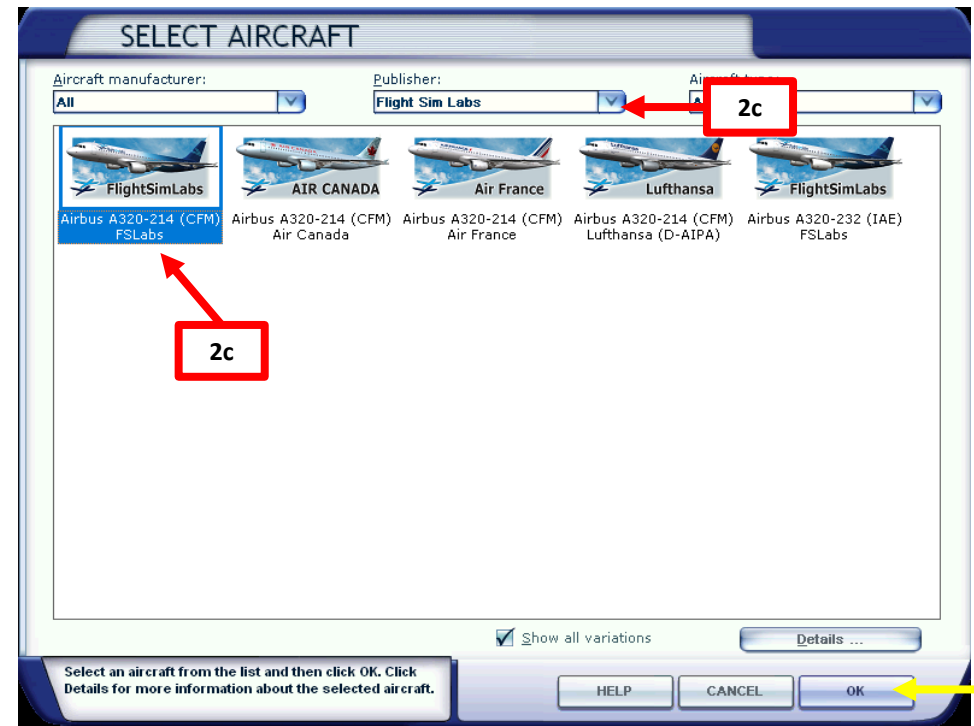 SELECT AIRCRAFT
Aircraft manufacturer:
Publisher:
All
Flight Sim Labs
2c
FlightSimLabs
AIR CANADA
Air France
Lufthansa
FlightSimLabs
Airbus A320-214 (CFM)
FSLabs
Airbus A320-214 (CFM)
Air Canada
Airbus A320-214 (CFM)
Air France
Airbus A320-214 (CFM)
Lufthansa (D-AIPA)
Airbus A320-232 (IAE)
FSLabs
2c
Show all variations
Details ...
Select an aircraft from the list and then click OK. Click
Details for more information about the selected aircraft.
HELP
CANCEL
OK